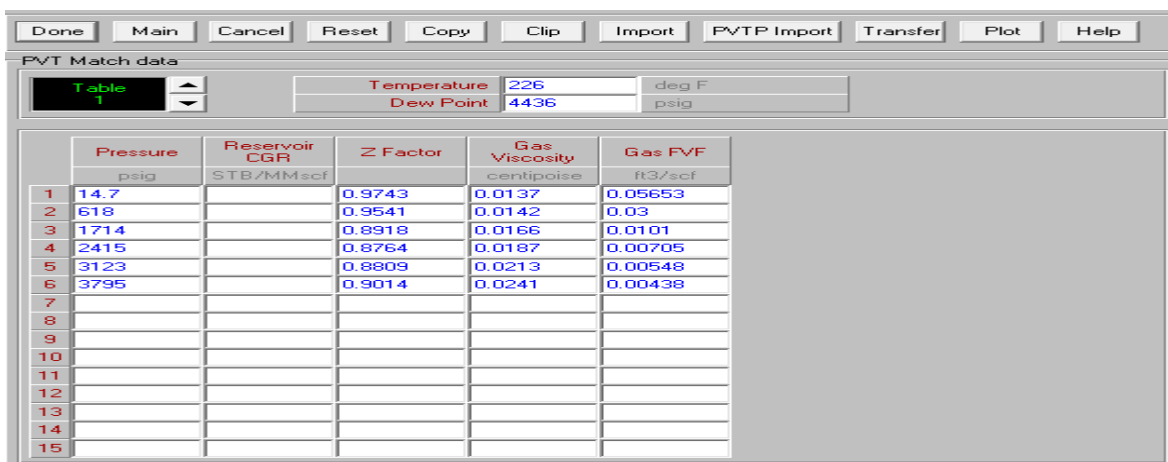 Done Main Cancel Reset Copy Clip Import PVTP Import Transfer Plot Help
PVT Match data
Table
1
Temperature 226 deg F
Dew Point 4436 psig
Pressure Reservoir CGR Z Factor Gas Viscosity Gas FVF
psig STB/MMscf centipoise ft3/scf
1 14.7 0.9743 0.0137 0.05653
2 618 0.9541 0.0142 0.03
3 1714 0.8918 0.0166 0.0101
4 2415 0.8764 0.0187 0.00705
5 3123 0.8809 0.0213 0.00548
6 3795 0.9014 0.0241 0.00438
7
8
9
10
11
12
13
14
15